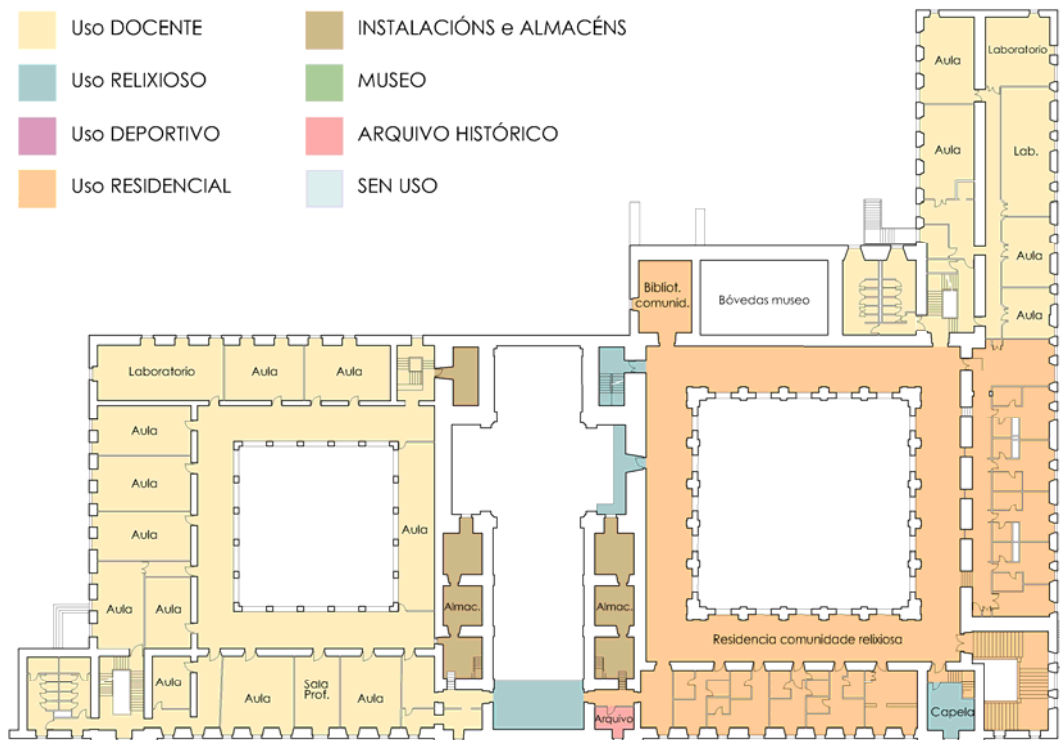 Uso DOCENTE
INSTALACIÓNS e ALMACÉNS
Uso RELIXIOSO
MUSEO
Uso DEPORTIVO
ARQUIVO HISTÓRICO
Uso RESIDENCIAL
SEN USO
Aula
Laboratorio
Aula
Lab.
Aula
Aula
Bibliot.
comunid.
Bóvedas museo
Laboratorio
Aula
Aula
Aula
Aula
Aula
Aula
Aula
Aula
Almac.
Almac.
Residencia comunidade relixiosa
Aula
Aula
Sala
Prof.
Aula
Arquivo
Capela